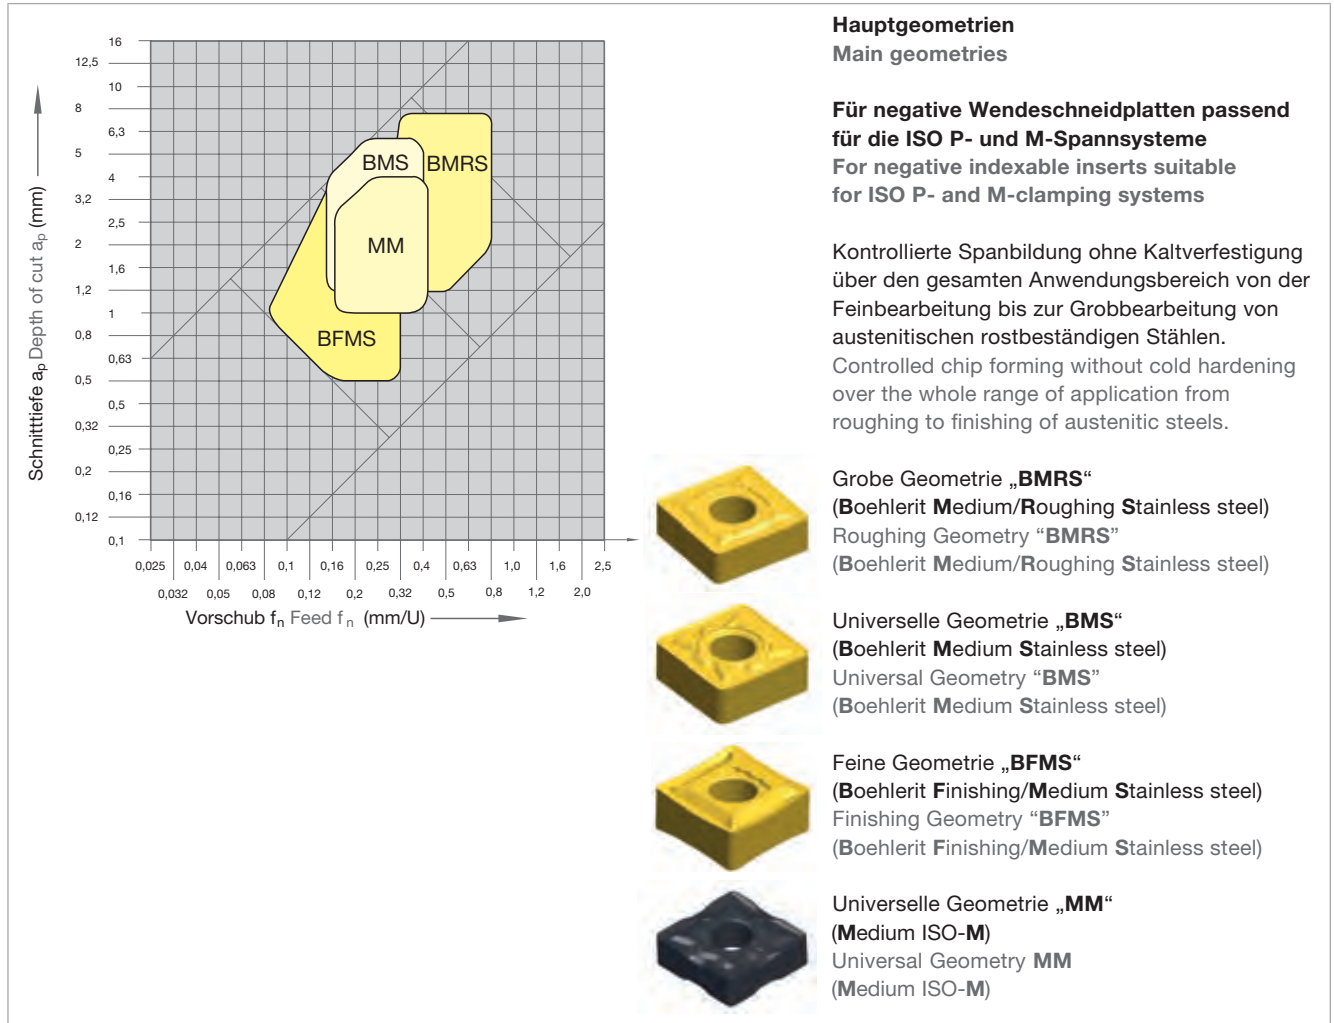 16
12,5
10
8
6,3
5
4
3,2
2,5
2
1,6
1,2
1
0,8
0,63
0,5
0,5
0,32
0,25
0,2
0,16
0,12
0,1
Schnitttiefe ap Depth of cut ap (mm)
BMS
BMRS
MM
BFMS
0,025 0,04 0,063 0,1 0,16 0,25 0,4 0,63 1,0 1,6 2,5
0,032 0,05 0,08 0,12 0,2 0,32 0,5 0,8 1,2 2,0
Vorschub fn Feed fn (mm/U)
Hauptgeometrien
Main geometries
Für negative Wendeschneidplatten passend
für die ISO P- und M-Spannsysteme
For negative indexable inserts suitable
for ISO P- and M-clamping systems
Kontrollierte Spanbildung ohne Kaltverfestigung
über den gesamten Anwendungsbereich von der
Feinbearbeitung bis zur Grobbearbeitung von
austenitischen rostbeständigen Stählen.
Controlled chip forming without cold hardening
over the whole range of application from
roughing to finishing of austenitic steels.
Grobe Geometrie „BMRS“
(Boehlerit Medium/Roughing Stainless steel)
Roughing Geometry “BMRS”
(Boehlerit Medium/Roughing Stainless steel)
Universelle Geometrie „BMS“
(Boehlerit Medium Stainless steel)
Universal Geometry “BMS”
(Boehlerit Medium Stainless steel)
Feine Geometrie „BFMS“
(Boehlerit Finishing/Medium Stainless steel)
Finishing Geometry “BFMS”
(Boehlerit Finishing/Medium Stainless steel)
Universelle Geometrie „MM“
(Medium ISO-M)
Universal Geometry MM
(Medium ISO-M)